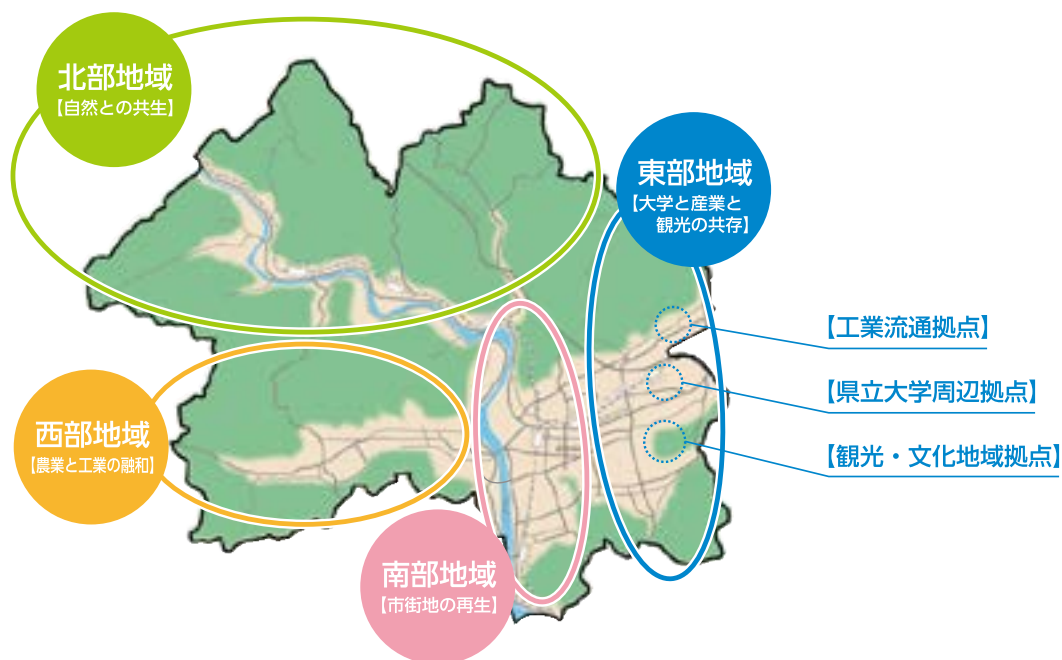 北部地域
【自然との共生】
東部地域
【大学と産業と
観光の共存】
【工業流通拠点】
【県立大学周辺拠点】
【観光・文化地域拠点】
西部地域
【農業と工業の融和】
南部地域
【市街地の再生】